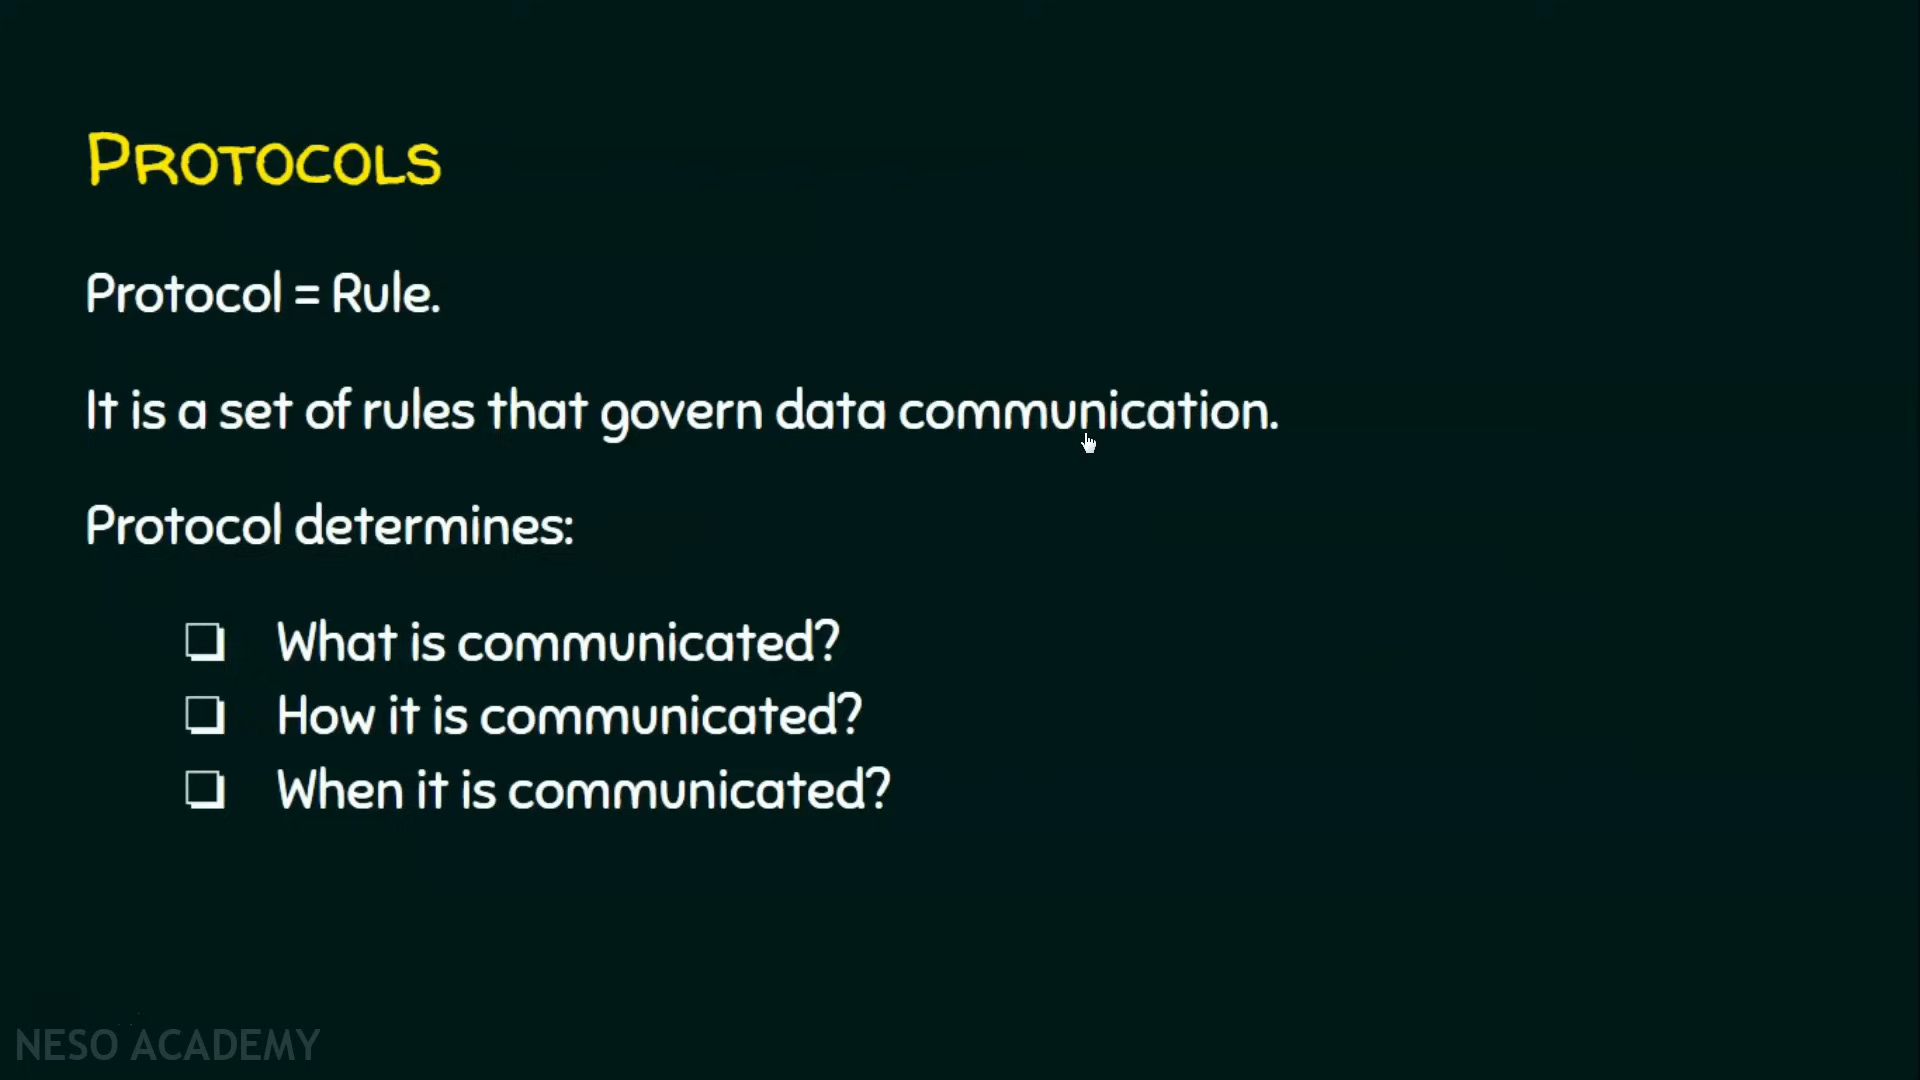 PROTOCOLS
Protocol = Rule.
It is a set of rules that govern data communication.
Protocol determines:
❑ What is communicated?
❑ How it is communicated?
❑ When it is communicated?
NESO ACADEMY